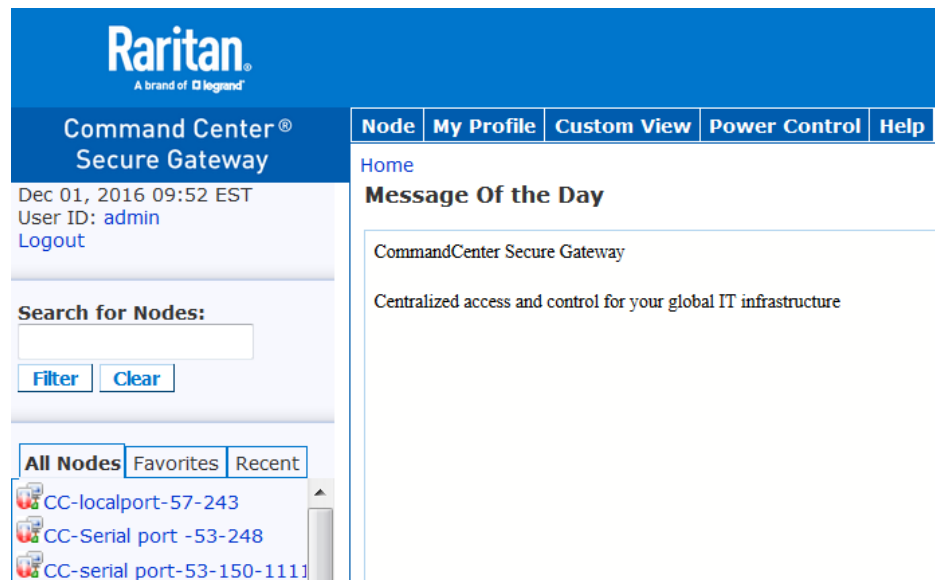 Raritan®
A brand of legrand®
Command Center®
Secure Gateway
Dec 01, 2016 09:52 EST
User ID: admin
Logout
Search for Nodes:
Filter Clear
All Nodes Favorites Recent
CC-localport-57-243
CC-Serial port -53-248
CC-serial port-53-150-1111
Node My Profile Custom View Power Control Help
Home
Message Of the Day
CommandCenter Secure Gateway
Centralized access and control for your global IT infrastructure